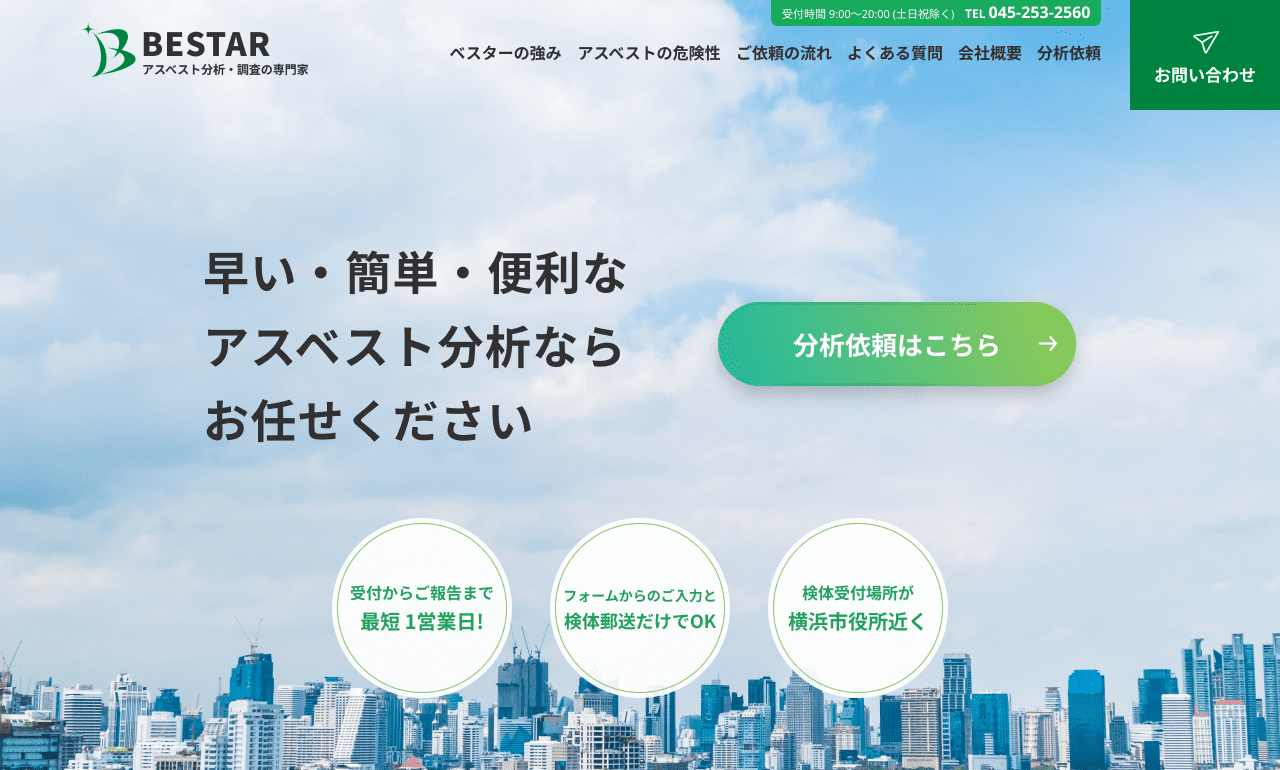 受付時間 9:00〜20:00 (土日祝除く) TEL 045-253-2560
BESTAR
アスベスト分析・調査の専門家
ベスターの強み アスベストの危険性 ご依頼の流れ よくある質問 会社概要 分析依頼
お問い合わせ
早い・簡単・便利な
アスベスト分析なら
お任せください
分析依頼はこちら
受付からご報告まで
最短 1営業日!
フォームからのご入力と
検体郵送だけでOK
検体受付場所が
横浜市役所近く